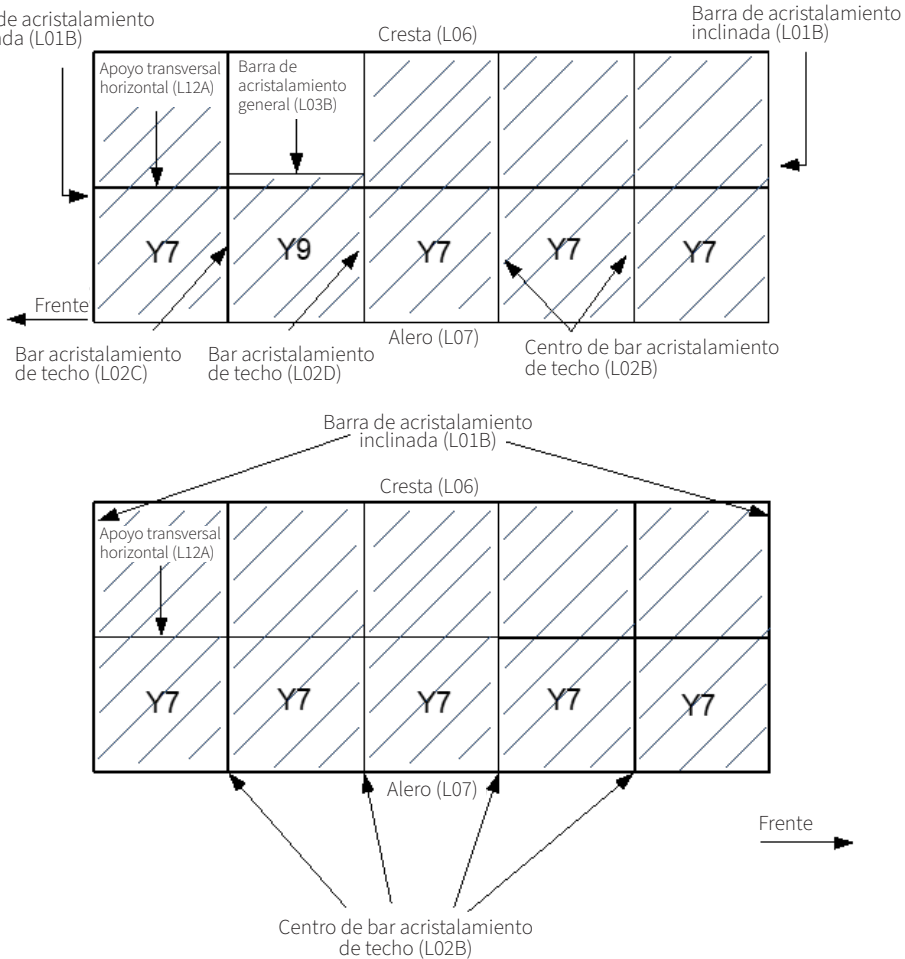 de acristalamiento
Barra de acristalamiento
inclinada (L01B)
Cresta (L06)
Apoyo transversal
horizontal (L12A)
Barra de
acristalamiento
general (L03B)
Y7
Y9
Y7
Y7
Y7
Frente
Alero (L07)
Bar acristalamiento
de techo (L02C)
Bar acristalamiento
de techo (L02D)
Centro de bar acristalamiento
de techo (L02B)
Barra de acristalamiento
inclinada (L01B)
Cresta (L06)
Apoyo transversal
horizontal (L12A)
Y7
Y7
Y7
Y7
Y7
Alero (L07)
Frente
Centro de bar acristalamiento
de techo (L02B)